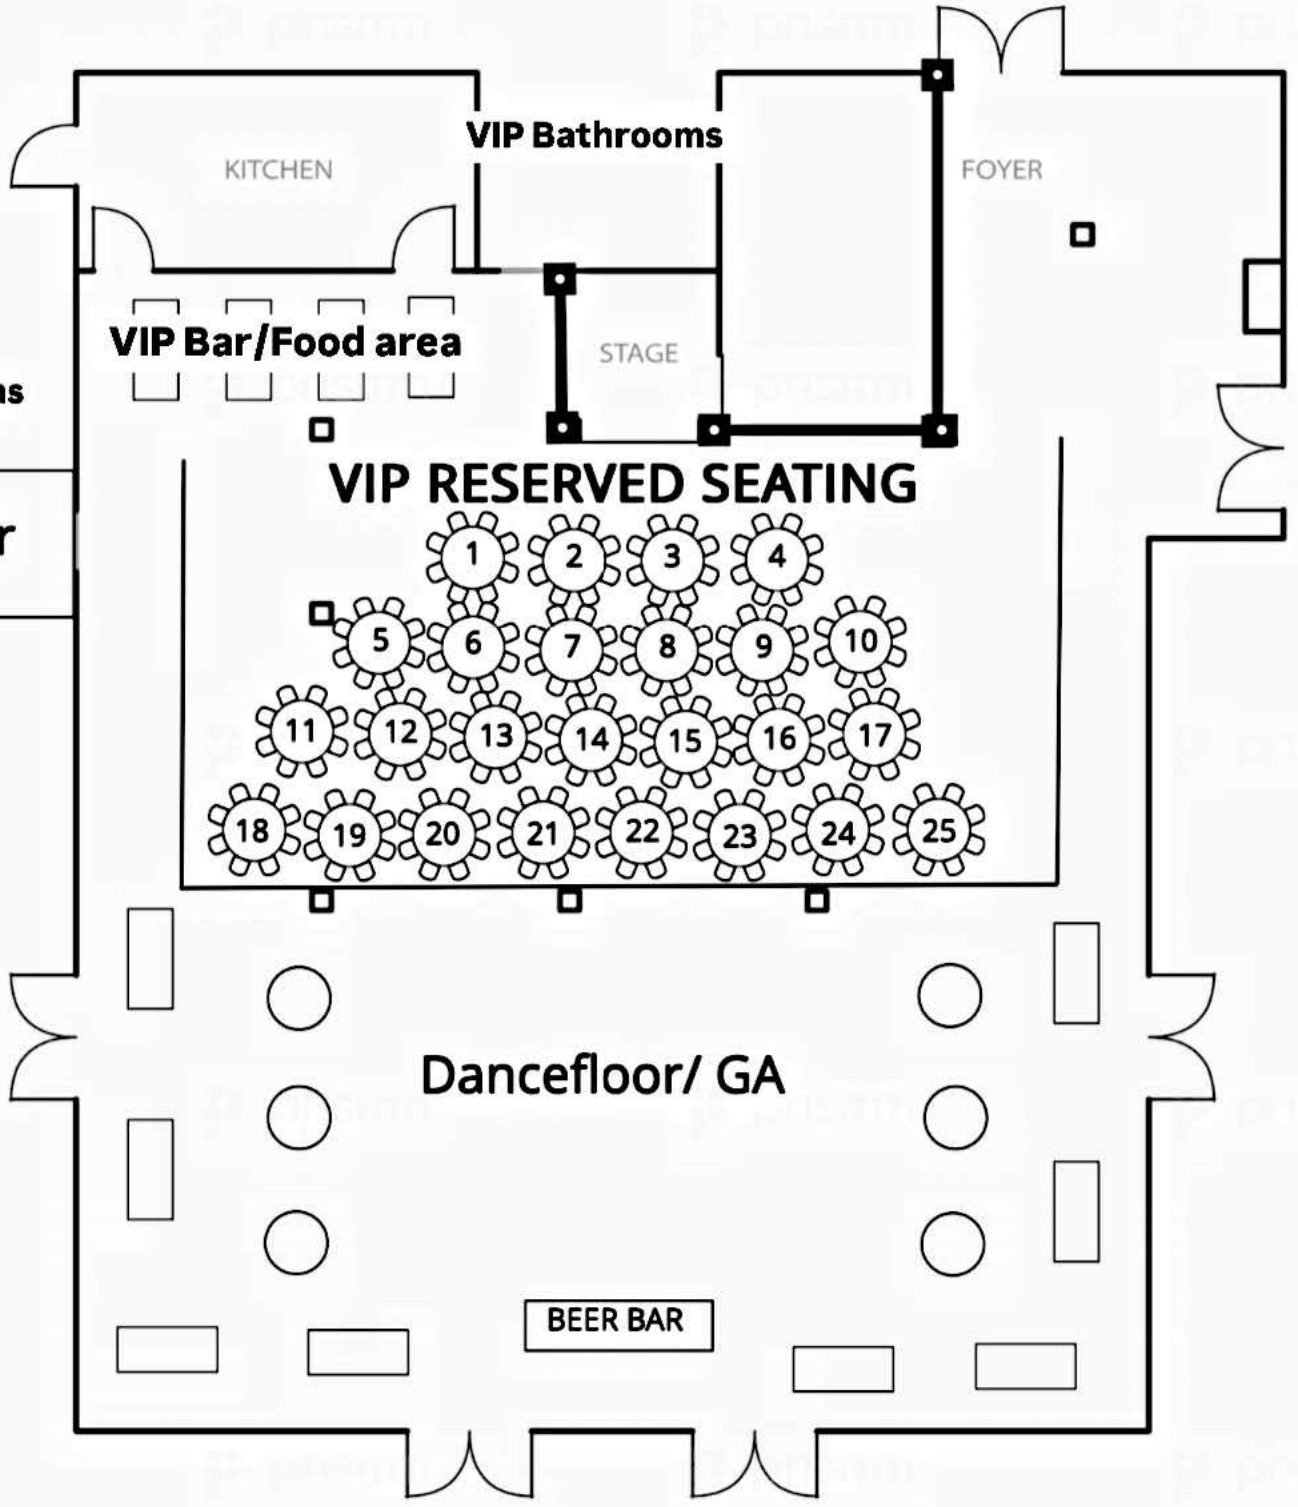 VIP Bathrooms
KITCHEN
FOYER
VIP Bar/Food area
STAGE
VIP RESERVED SEATING
1 2 3 4
5 6 7 8 9 10
11 12 13 14 15 16 17
18 19 20 21 22 23 24 25
Dancefloor/ GA
BEER BAR